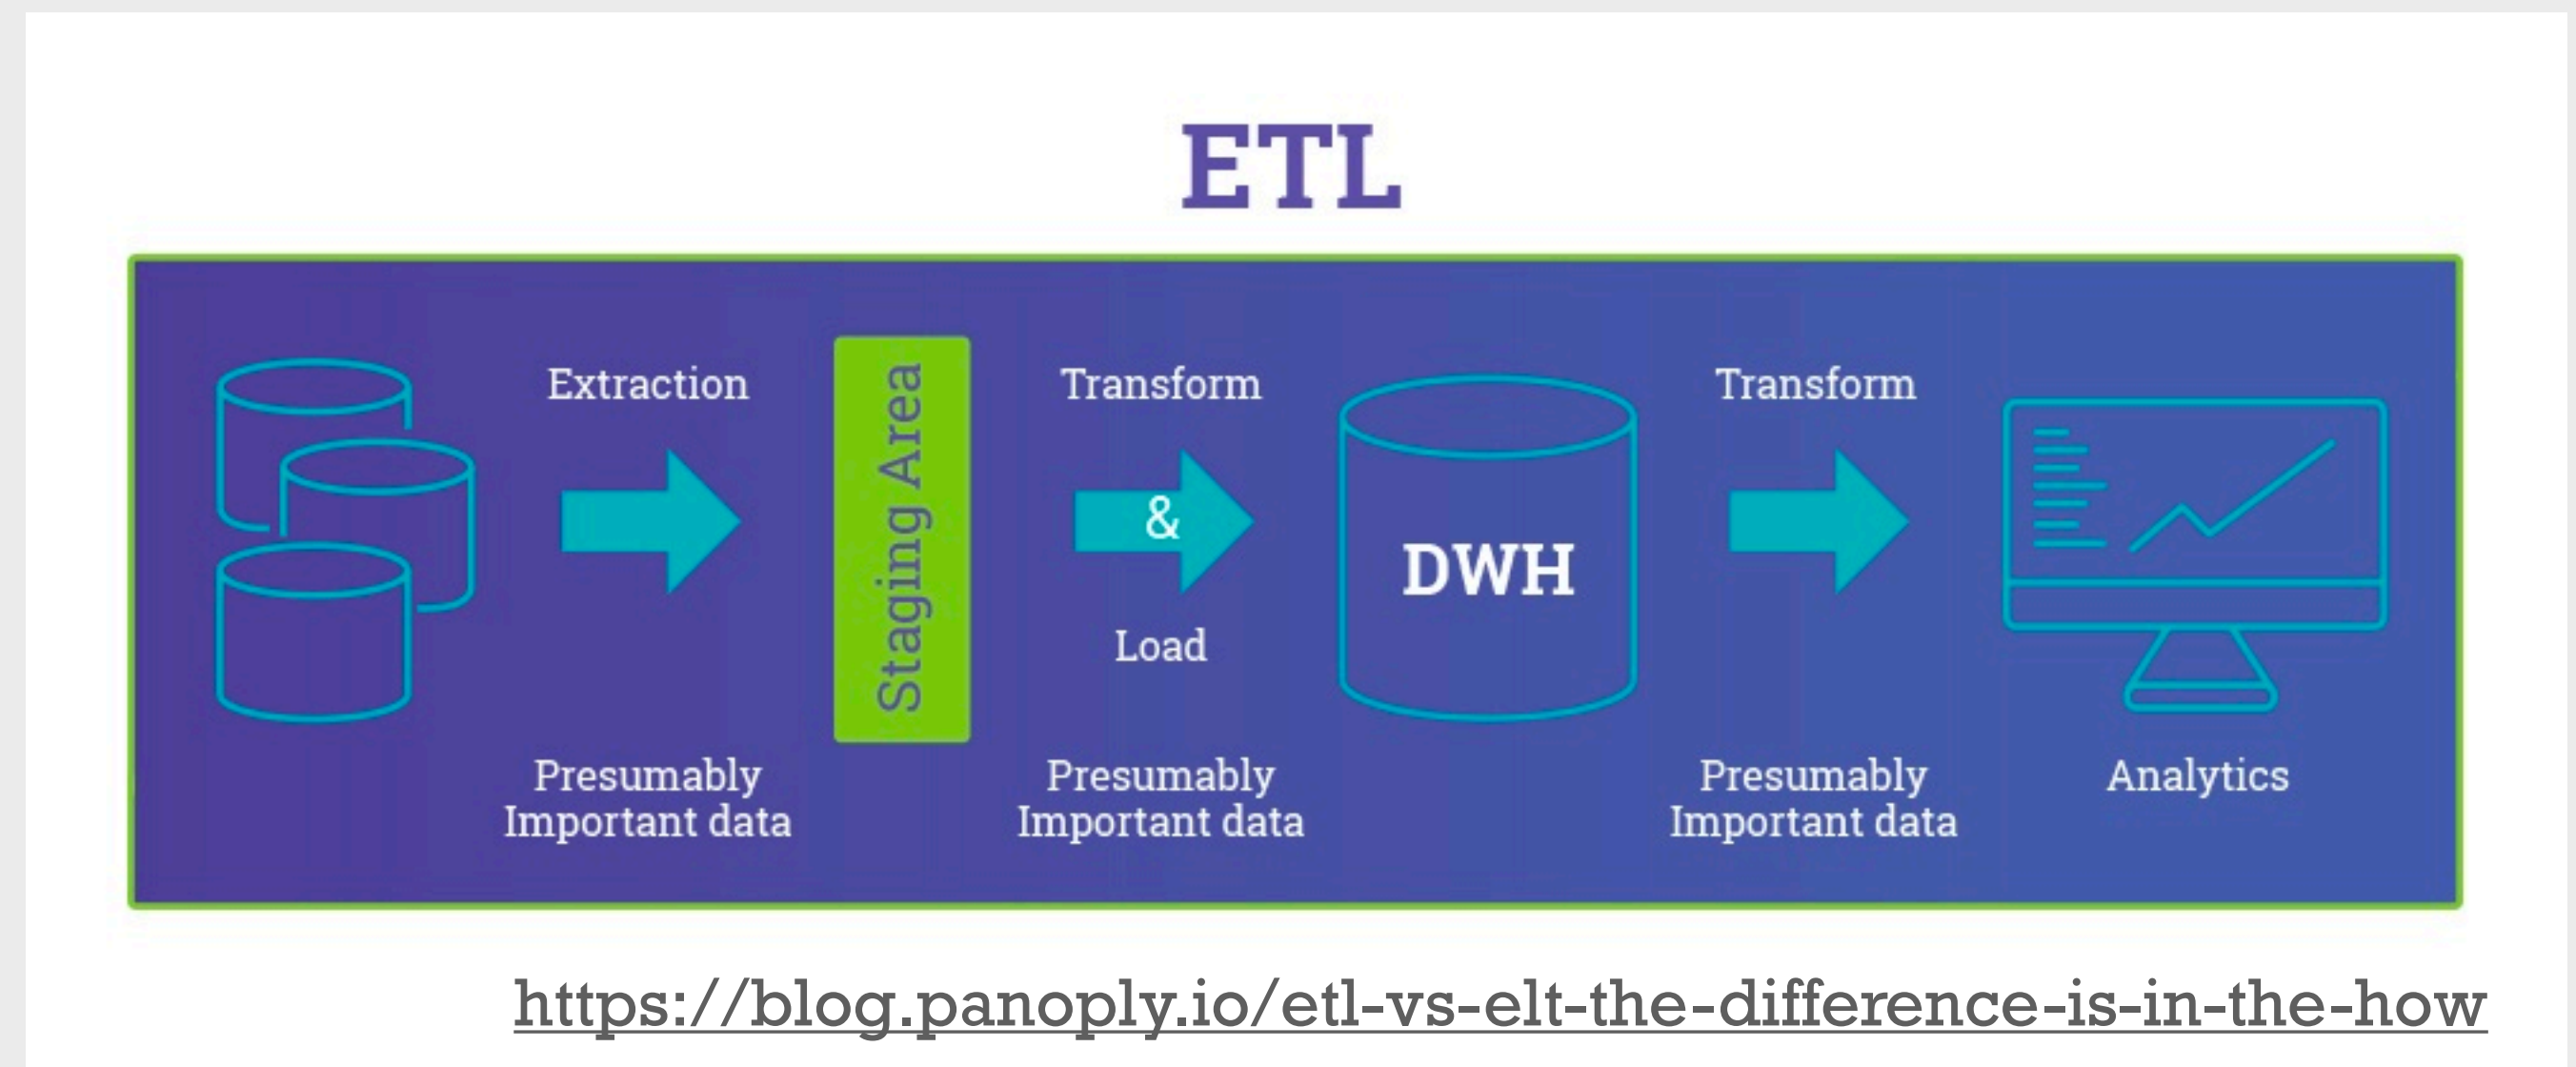 ETL
Extraction
Presumably
Important data
Staging Area
Transform
&
Load
Presumably
Important data
DWH
Transform
Presumably
Important data
Analytics
https://blog.panoply.io/etl-vs-elt-the-difference-is-in-the-how